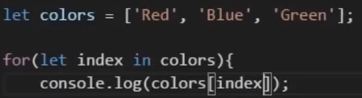 let colors = ['Red', 'Blue', 'Green'];
for(let index in colors){
console.log(colors[index]);